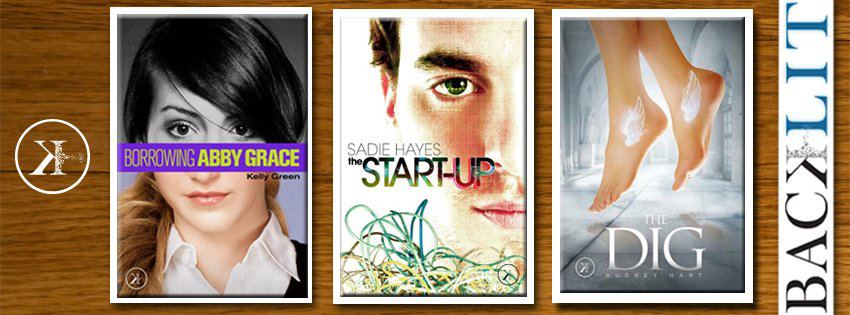 BORROWING ABBY GRACE
Kelly Green
SADIE HAYES
the START-UP
THE
DIG
AUDREY HART
BACKLIT
K